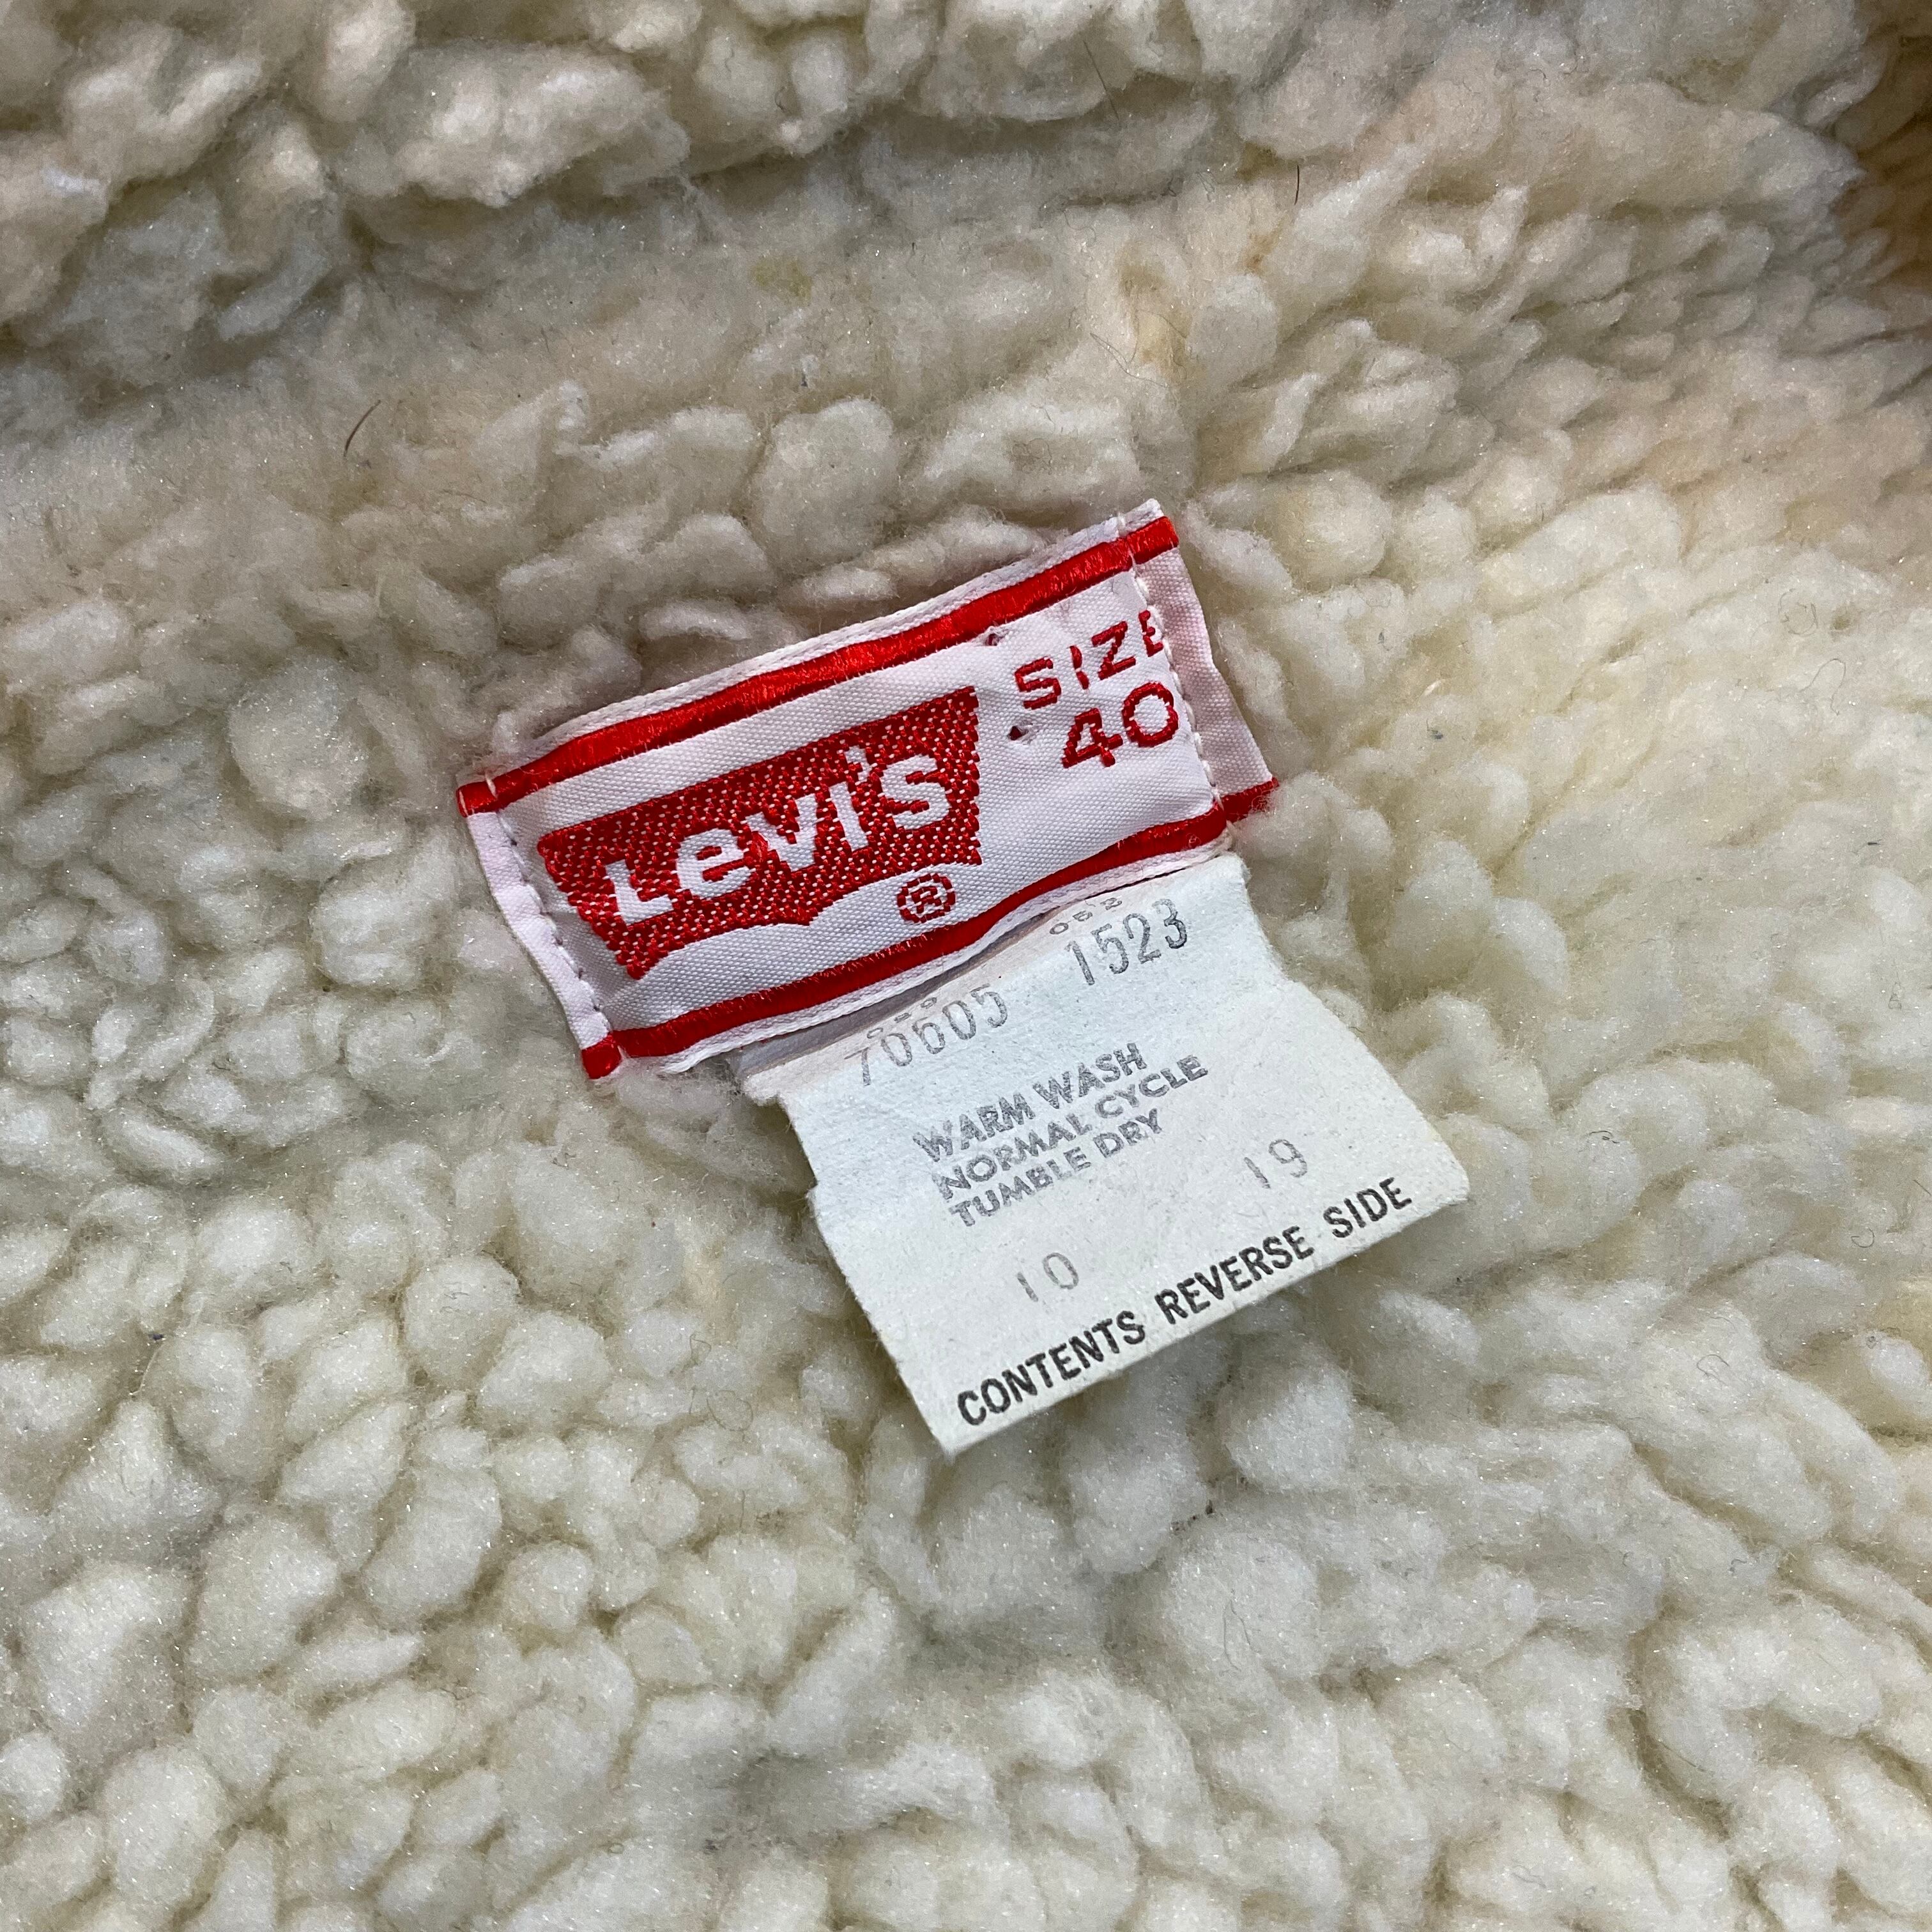 Levi's ®
SIZE
40
70605 1523
WARM WASH
NORMAL CYCLE
TUMBLE DRY
10 19
CONTENTS REVERSE SIDE